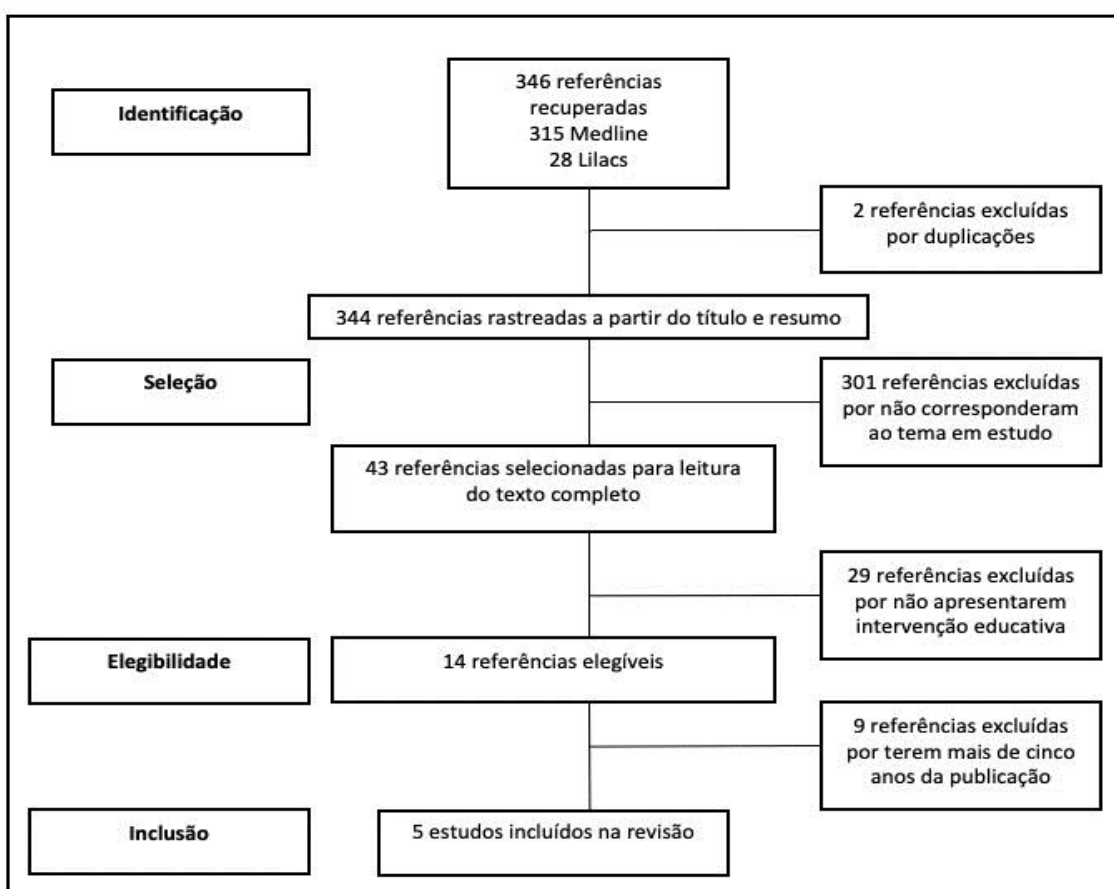 Identificação
346 referências
recuperadas
315 Medline
28 Lilacs
2 referências excluídas
por duplicações
344 referências rastreadas a partir do título e resumo
Seleção
301 referências excluídas
por não corresponderam
ao tema em estudo
43 referências selecionadas para leitura
do texto completo
29 referências excluídas
por não apresentarem
intervenção educativa
Elegibilidade
14 referências elegíveis
9 referências excluídas
por terem mais de cinco
anos da publicação
Inclusão
5 estudos incluídos na revisão